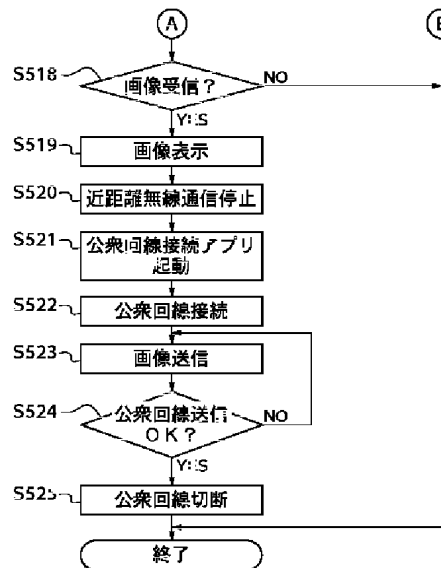 A
S518
画像受信？
NO
YES
S519
画像表示
S520
近距離無線通信停止
S521
公衆回線接続アプリ
起動
S522
公衆回線接続
S523
画像送信
S524
公衆回線送信
OK？
NO
YES
S525
公衆回線切断
終了